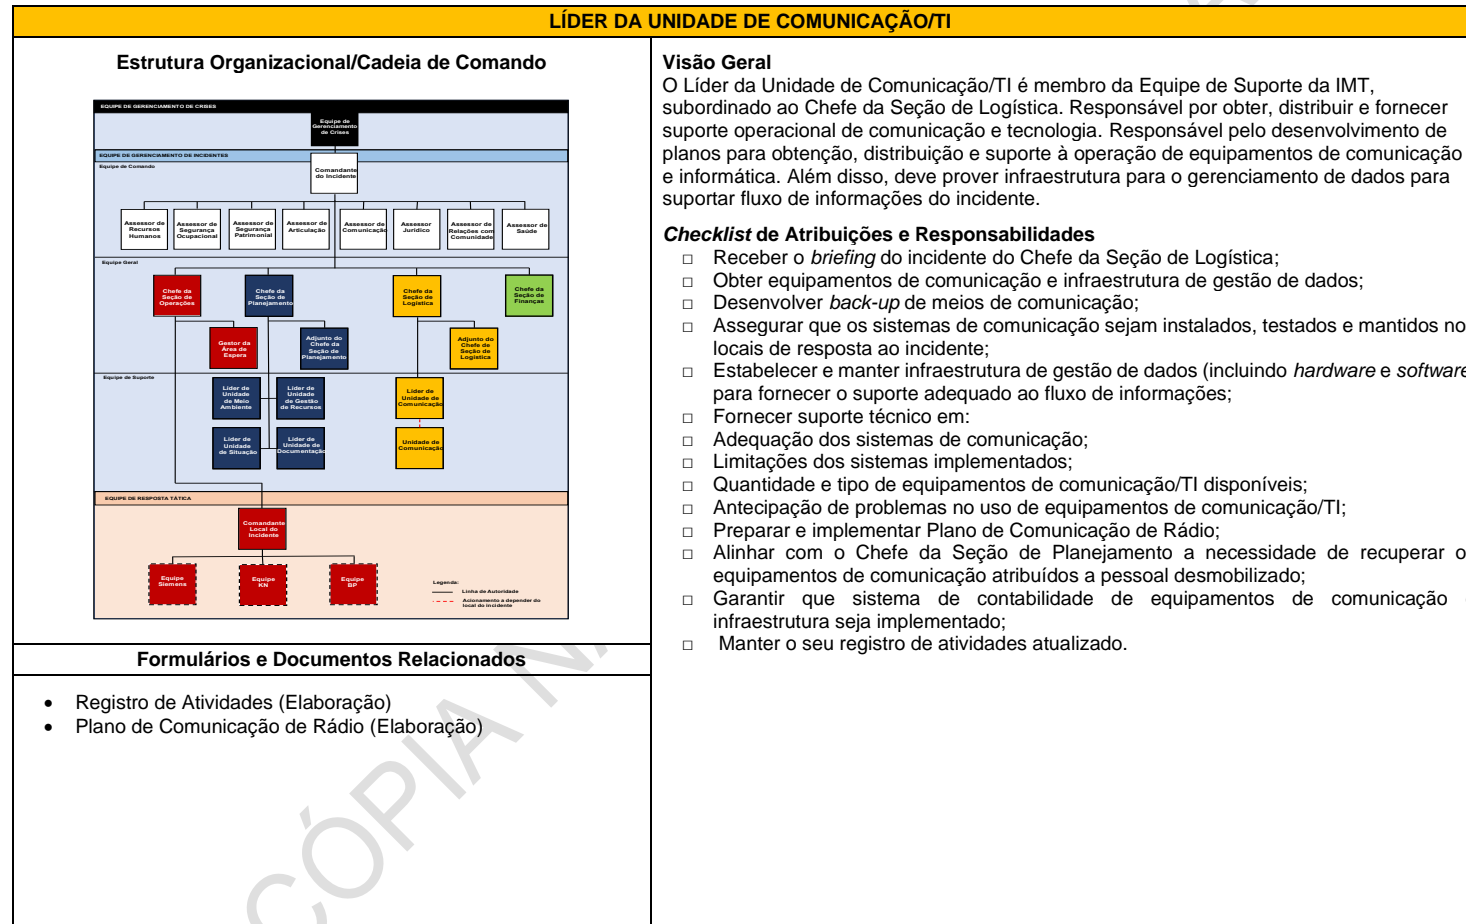 LÍDER DA UNIDADE DE COMUNICAÇÃO/TI
Estrutura Organizacional/Cadeia de Comando
EQUIPE DE GERENCIAMENTO DE CRISES
Equipe de
Gerenciamento
de Crises
EQUIPE DE GERENCIAMENTO DE INCIDENTES
Equipe de Comando
Comandante
do Incidente
Assessor de
Recursos
Humanos
Assessor de
Segurança
Ocupacional
Assessor de
Segurança
Patrimonial
Assessor de
Articulação
Assessor de
Comunicação
Assessor
Jurídico
Assessor de
Relações com
Comunidade
Assessor de
Saúde
Equipe Geral
Chefe da
Seção de
Operações
Chefe da
Seção de
Planejamento
Chefe da
Seção de
Logística
Chefe da
Seção de
Finanças
Gestor da
Área de
Espera
Adjunto do
Chefe da
Seção de
Planejamento
Adjunto do
Chefe de
Seção de
Logística
Equipe de Suporte
Líder de
Unidade
de Meio
Ambiente
Líder de
Unidade
de Gestão
de Recursos
Líder de
Unidade de
Comunicação
Líder de
Unidade
de Situação
Líder de
Unidade de
Documentação
Unidade de
Comunicação
EQUIPE DE RESPOSTA TÁTICA
Comandante
Local do
Incidente
Equipe
Siemens
Equipe
KN
Equipe
BP
Legenda:
Linha de Autoridade
Acionamento a depender do
local do incidente
Formulários e Documentos Relacionados
• Registro de Atividades (Elaboração)
• Plano de Comunicação de Rádio (Elaboração)
Visão Geral
O Líder da Unidade de Comunicação/TI é membro da Equipe de Suporte da IMT,
subordinado ao Chefe da Seção de Logística. Responsável por obter, distribuir e fornecer
suporte operacional de comunicação e tecnologia. Responsável pelo desenvolvimento de
planos para obtenção, distribuição e suporte à operação de equipamentos de comunicação
e informática. Além disso, deve prover infraestrutura para o gerenciamento de dados para
suportar fluxo de informações do incidente.
Checklist de Atribuições e Responsabilidades
□ Receber o briefing do incidente do Chefe da Seção de Logística;
□ Obter equipamentos de comunicação e infraestrutura de gestão de dados;
□ Desenvolver back-up de meios de comunicação;
□ Assegurar que os sistemas de comunicação sejam instalados, testados e mantidos no
locais de resposta ao incidente;
□ Estabelecer e manter infraestrutura de gestão de dados (incluindo hardware e software
para fornecer o suporte adequado ao fluxo de informações;
□ Fornecer suporte técnico em:
□ Adequação dos sistemas de comunicação;
□ Limitações dos sistemas implementados;
□ Quantidade e tipo de equipamentos de comunicação/TI disponíveis;
□ Antecipação de problemas no uso de equipamentos de comunicação/TI;
□ Preparar e implementar Plano de Comunicação de Rádio;
□ Alinhar com o Chefe da Seção de Planejamento a necessidade de recuperar o
equipamentos de comunicação atribuídos a pessoal desmobilizado;
□ Garantir que sistema de contabilidade de equipamentos de comunicação
infraestrutura seja implementado;
□ Manter o seu registro de atividades atualizado.
CÓPIA